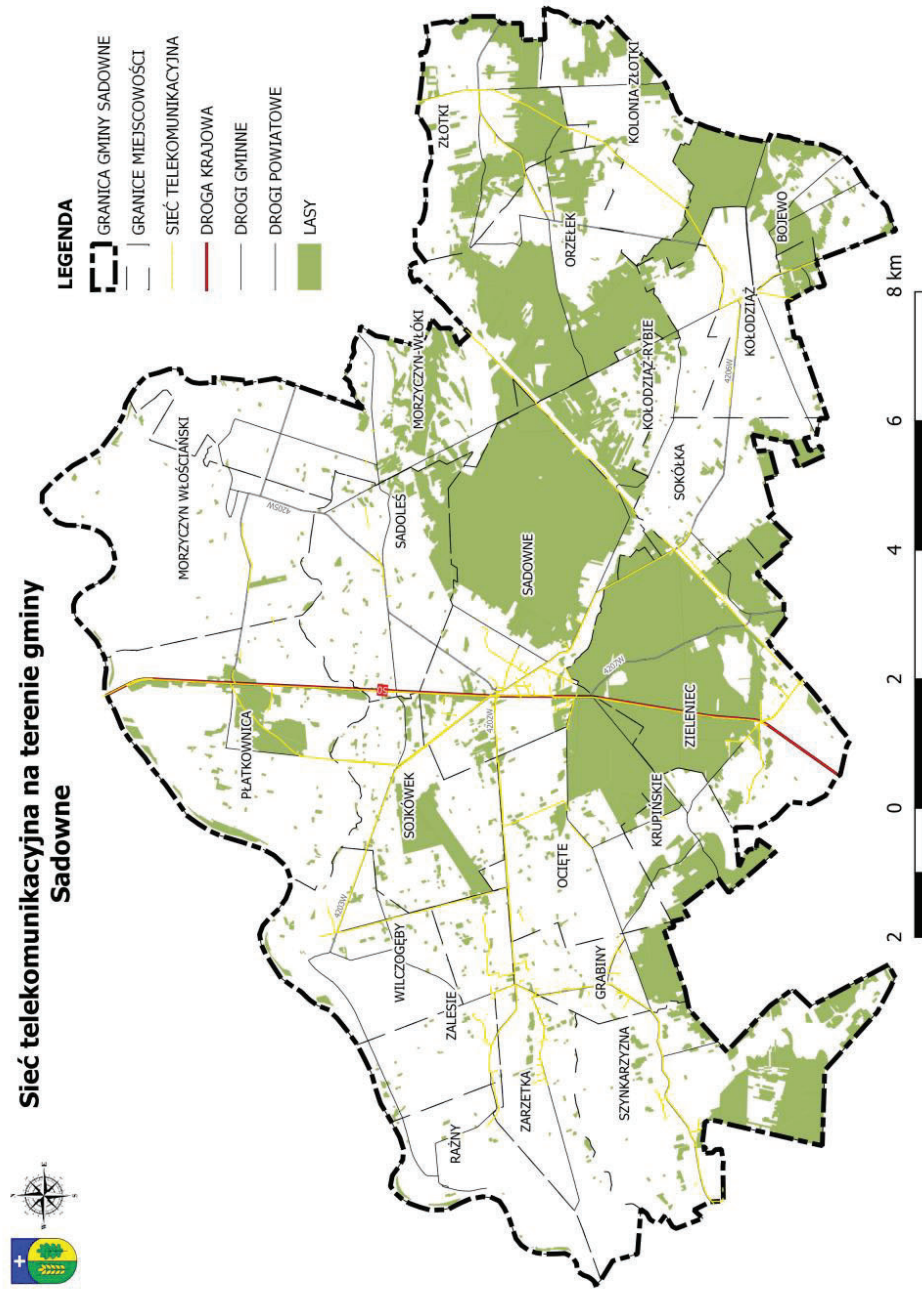 Sieć telekomunikacyjna na terenie gminy
Sadowne
N
E
S
W
LEGENDA
GRANICA GMINY SADOWNE
GRANICE MIEJSCOWOŚCI
SIEĆ TELEKOMUNIKACYJNA
DROGA KRAJOWA
DROGI GMINNE
DROGI POWIATOWE
LASY
MORZYCZYN WŁOŚCIAŃSKI
PŁATKOWNICA
4205W
MORZYCZYN-WŁÓKI
ZŁOTKI
SADOLEŚ
50
4203W
SOJKÓWEK
WILCZOGĘBY
ZALESIE
RAŻNY
4202W
SADOWNE
ORZEŁEK
KOLONIA ZŁOTKI
ZARZETKA
OCIĘTE
GRABINY
SZYNKARZYZNA
KRUPIŃSKIE
4207W
ZIELENIEC
KOŁODZIĄŻ-RYBIE
SOKÓŁKA
4206W
KOŁODZIĄŻ
BOJEWO
2 0 2 4 6 8 km